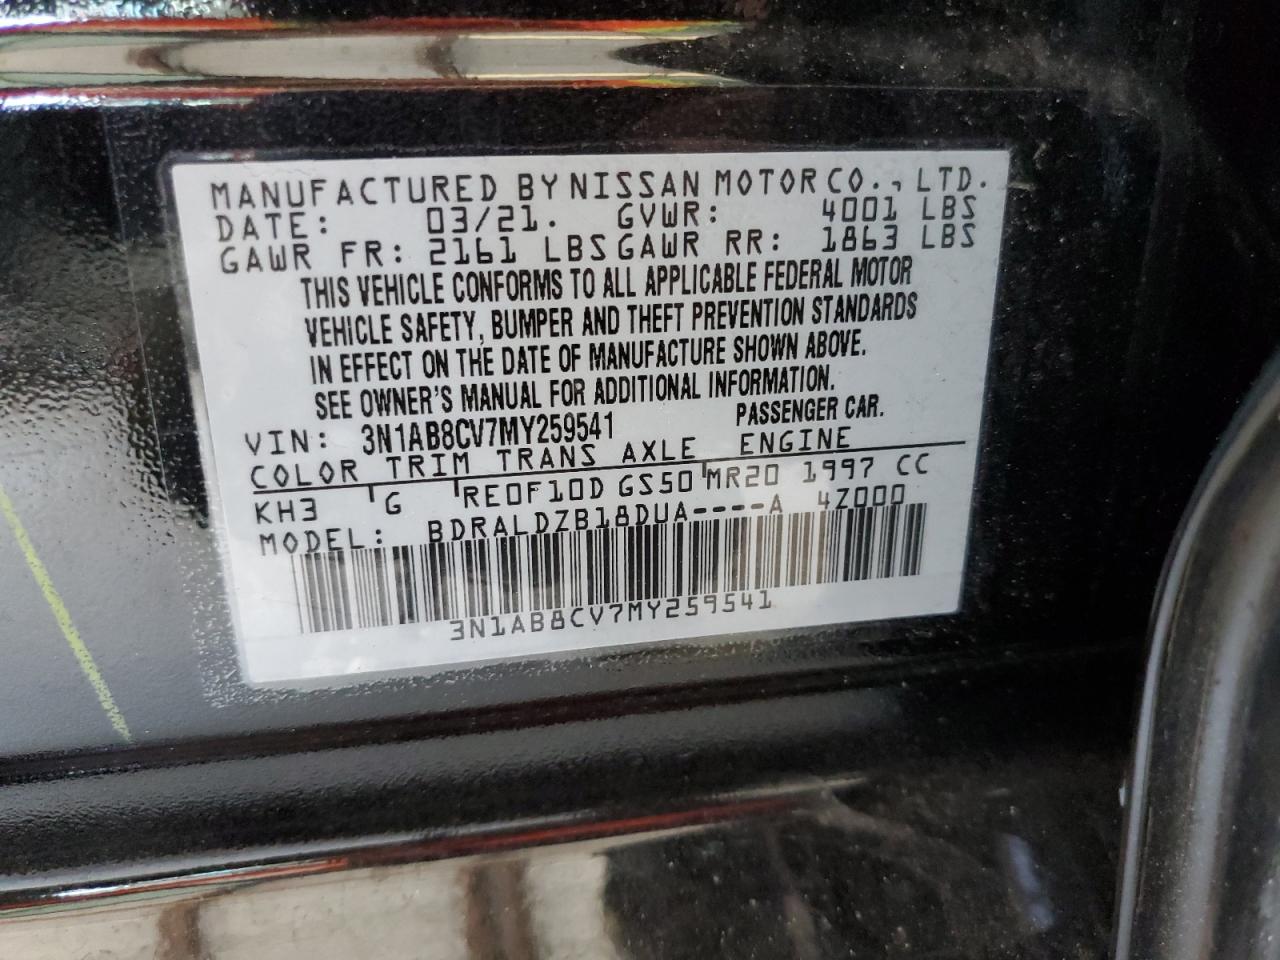 MANUFACTURED BY NISSAN MOTOR CO., LTD.
DATE: 03/21. GVWR: 4001 LBS
GAWR FR: 2161 LBS GAWR RR: 1863 LBS
THIS VEHICLE CONFORMS TO ALL APPLICABLE FEDERAL MOTOR
VEHICLE SAFETY, BUMPER AND THEFT PREVENTION STANDARDS
IN EFFECT ON THE DATE OF MANUFACTURE SHOWN ABOVE.
SEE OWNER'S MANUAL FOR ADDITIONAL INFORMATION.
VIN: 3N1AB8CV7MY259541 PASSENGER CAR.
COLOR TRIM TRANS AXLE ENGINE
KH3 G RE0F10D GS50 MR20 1997 CC
MODEL: BDRALDZB18DUA----A 4Z000
3N1AB8CV7MY259541